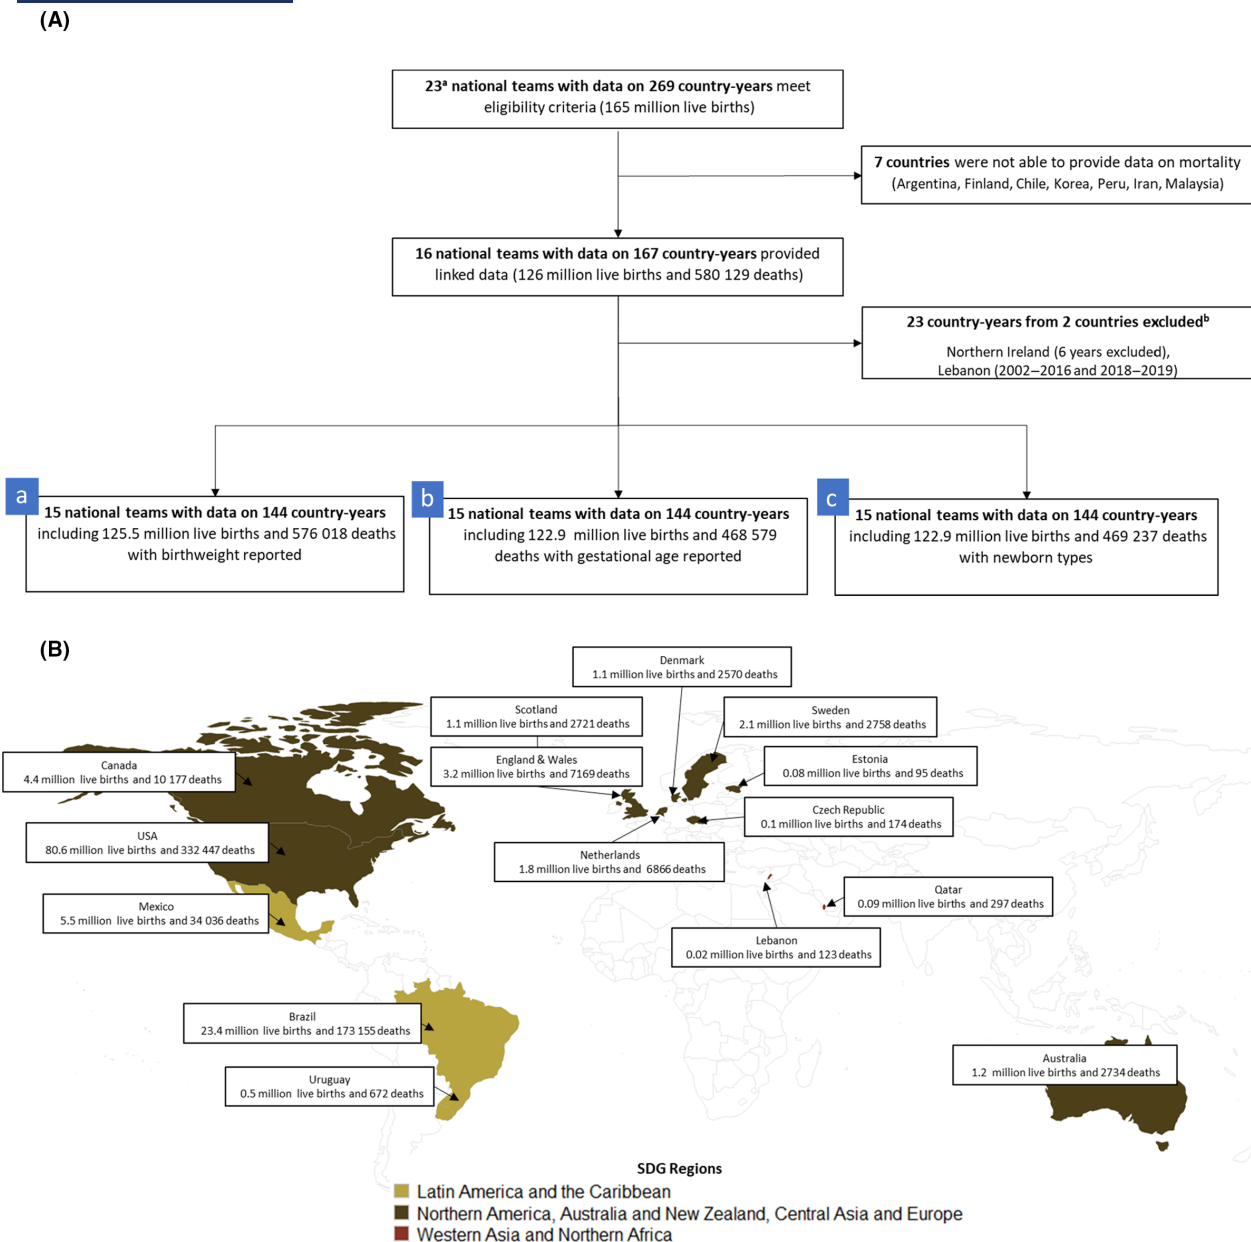 (A)
23ᵃ national teams with data on 269 country-years meet
eligibility criteria (165 million live births)
7 countries were not able to provide data on mortality
(Argentina, Finland, Chile, Korea, Peru, Iran, Malaysia)
16 national teams with data on 167 country-years provided
linked data (126 million live births and 580 129 deaths)
23 country-years from 2 countries excludedᵇ
Northern Ireland (6 years excluded),
Lebanon (2002–2016 and 2018–2019)
a
15 national teams with data on 144 country-years
including 125.5 million live births and 576 018 deaths
with birthweight reported
b
15 national teams with data on 144 country-years
including 122.9 million live births and 468 579
deaths with gestational age reported
c
15 national teams with data on 144 country-years
including 122.9 million live births and 469 237 deaths
with newborn types
(B)
Denmark
1.1 million live births and 2570 deaths
Scotland
1.1 million live births and 2721 deaths
Sweden
2.1 million live births and 2758 deaths
England & Wales
3.2 million live births and 7169 deaths
Estonia
0.08 million live births and 95 deaths
Canada
4.4 million live births and 10 177 deaths
Czech Republic
0.1 million live births and 174 deaths
USA
80.6 million live births and 332 447 deaths
Netherlands
1.8 million live births and 6866 deaths
Qatar
0.09 million live births and 297 deaths
Mexico
5.5 million live births and 34 036 deaths
Lebanon
0.02 million live births and 123 deaths
Brazil
23.4 million live births and 173 155 deaths
Australia
1.2 million live births and 2734 deaths
Uruguay
0.5 million live births and 672 deaths
SDG Regions
Latin America and the Caribbean
Northern America, Australia and New Zealand, Central Asia and Europe
Western Asia and Northern Africa